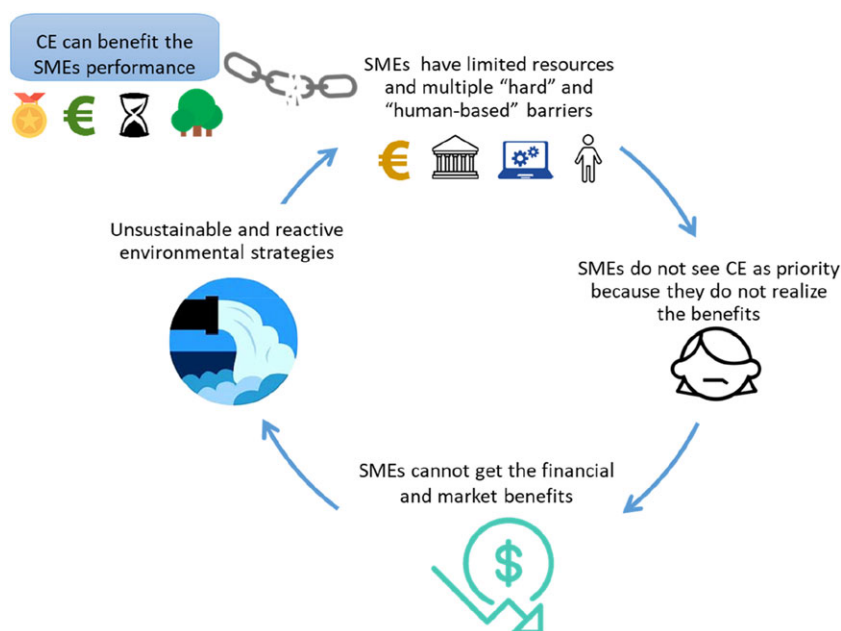 CE can benefit the
SMEs performance
SMEs have limited resources
and multiple “hard” and
“human-based” barriers
€
€
Unsustainable and reactive
environmental strategies
SMEs do not see CE as priority
because they do not realize
the benefits
SMEs cannot get the financial
and market benefits
$